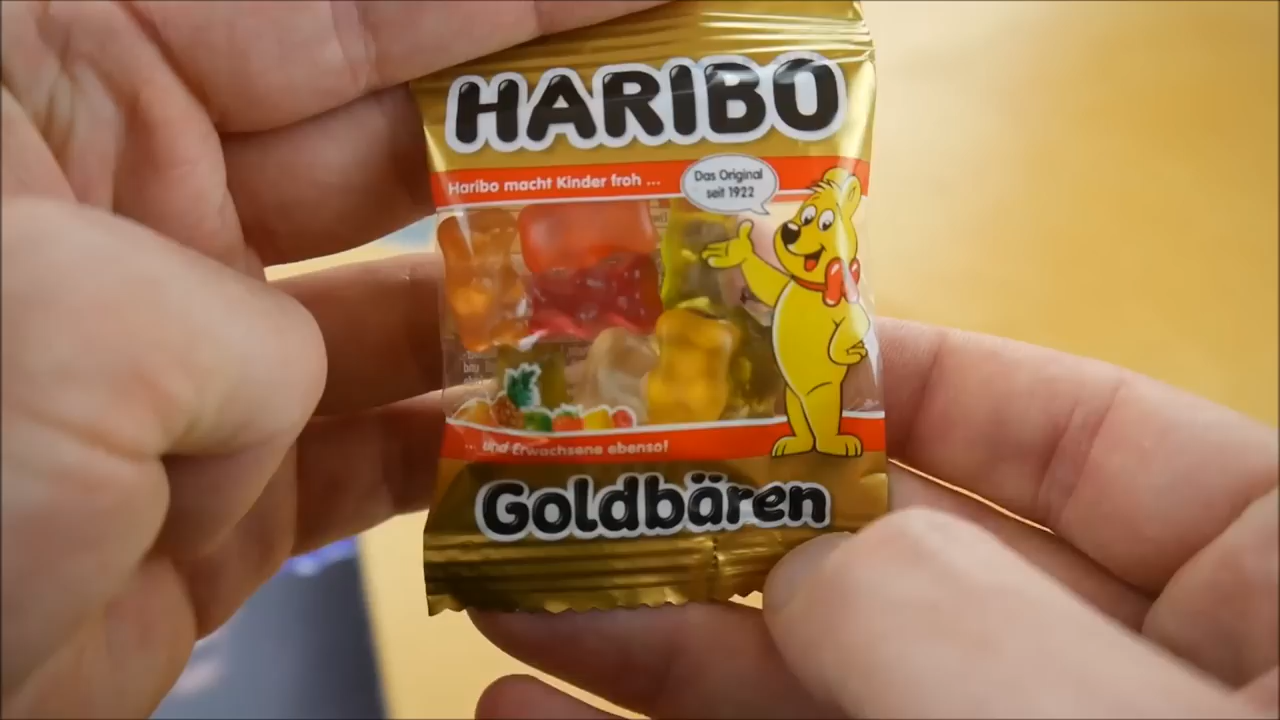 HARIBO
Haribo macht Kinder froh ...
Das Original
seit 1922
... und Erwachsene ebenso!
Goldbären